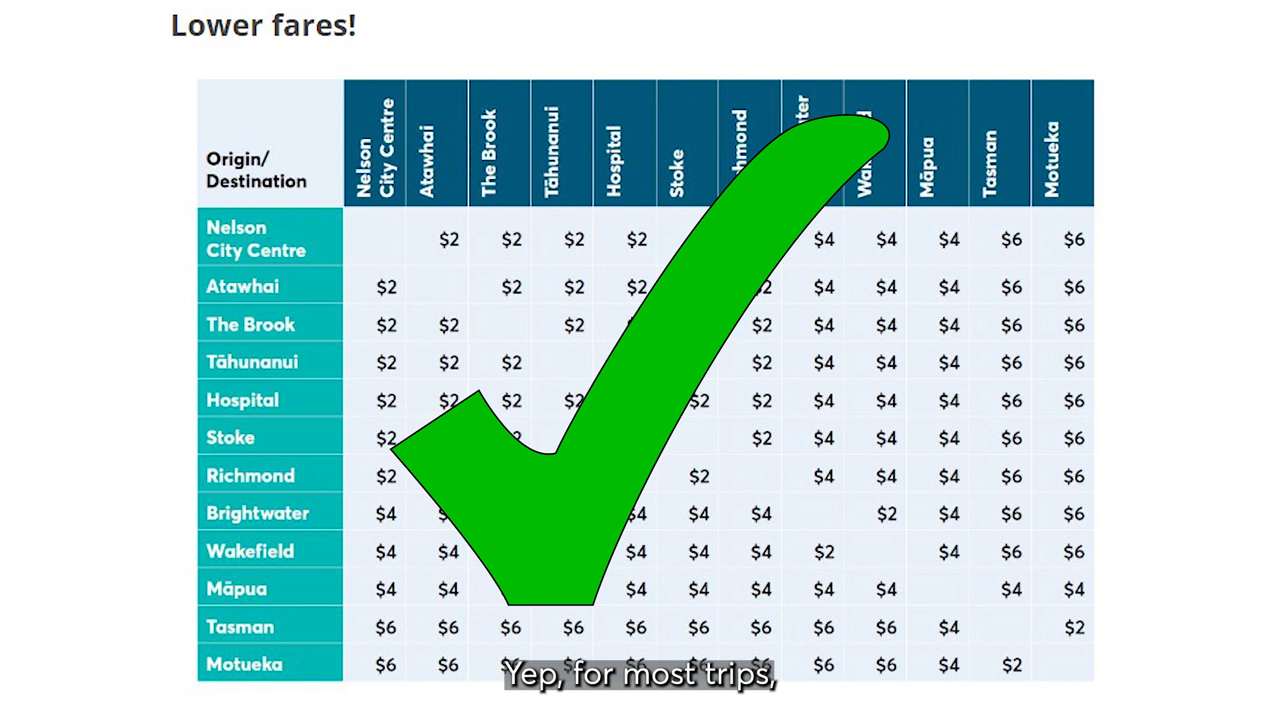 Lower fares!
Origin/
Destination
Nelson
City Centre
Atawhai
The Brook
Tāhunanui
Hospital
Stoke
Māpua
Tasman
Motueka
Nelson
City Centre
$2 $2 $2 $2 $4 $4 $4 $6 $6
Atawhai $2 $2 $2 $2 $4 $4 $4 $6 $6
The Brook $2 $2 $2 $2 $4 $4 $4 $6 $6
Tāhunanui $2 $2 $2 $2 $4 $4 $4 $6 $6
Hospital $2 $2 $2 $2 $2 $2 $4 $4 $4 $6 $6
Stoke $2 $2 $4 $4 $4 $6 $6
Richmond $2 $2 $4 $4 $4 $6 $6
Brightwater $4 $4 $4 $4 $2 $4 $6 $6
Wakefield $4 $4 $4 $4 $4 $2 $4 $6 $6
Māpua $4 $4 $4 $4 $4 $4 $4 $4 $4
Tasman $6 $6 $6 $6 $6 $6 $6 $6 $6 $4 $2
Motueka $6 $6 $6 $6 $4 $2
Yep, for most trips,